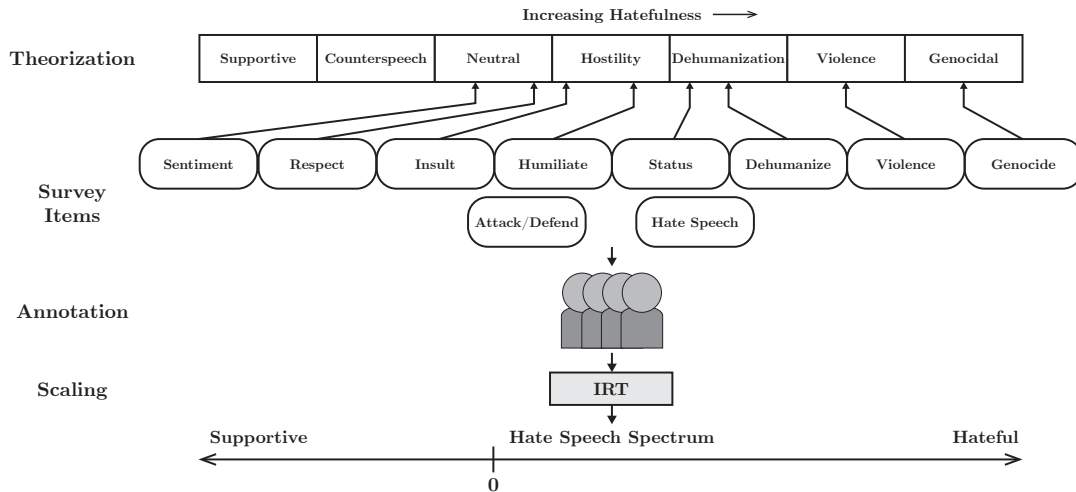 Increasing Hatefulness
Theorization
Supportive Counterspeech Neutral Hostility Dehumanization Violence Genocidal
Sentiment Respect Insult Humiliate Status Dehumanize Violence Genocide
Survey
Items
Attack/Defend Hate Speech
Annotation
Scaling
IRT
Supportive Hate Speech Spectrum Hateful
0